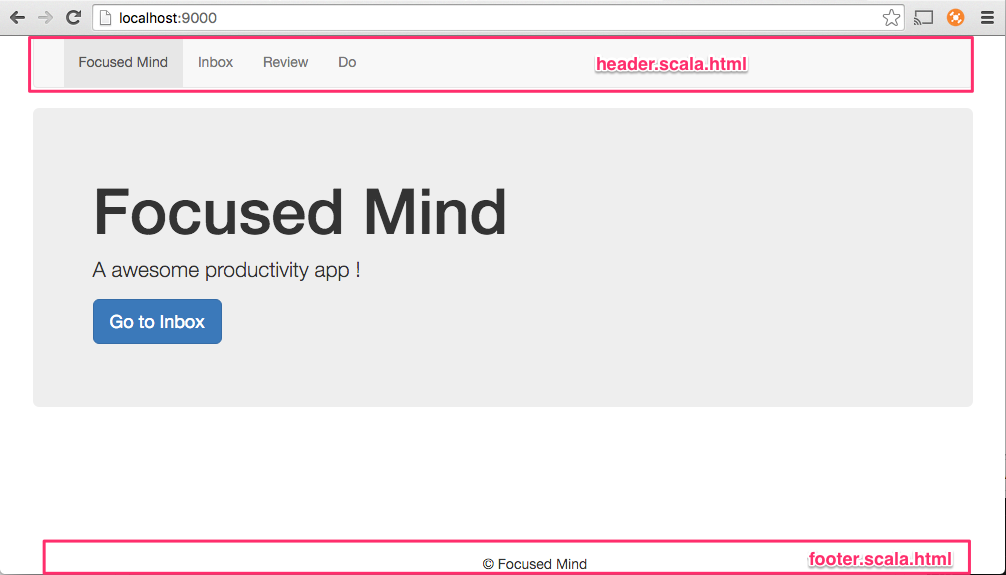 localhost:9000
Focused Mind Inbox Review Do header.scala.html
Focused Mind
A awesome productivity app !
Go to Inbox
© Focused Mind footer.scala.html